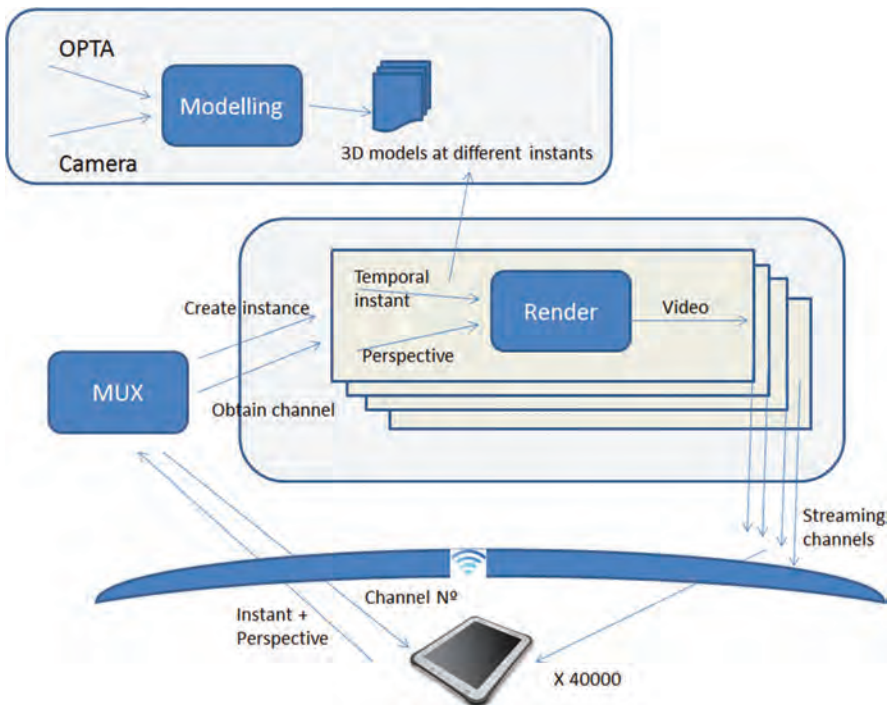 OPTA
Modelling
Camera
3D models at different instants
Temporal
instant
Render
Video
Create instance
Perspective
MUX
Obtain channel
Streaming
channels
Channel Nº
Instant +
Perspective
X 40000